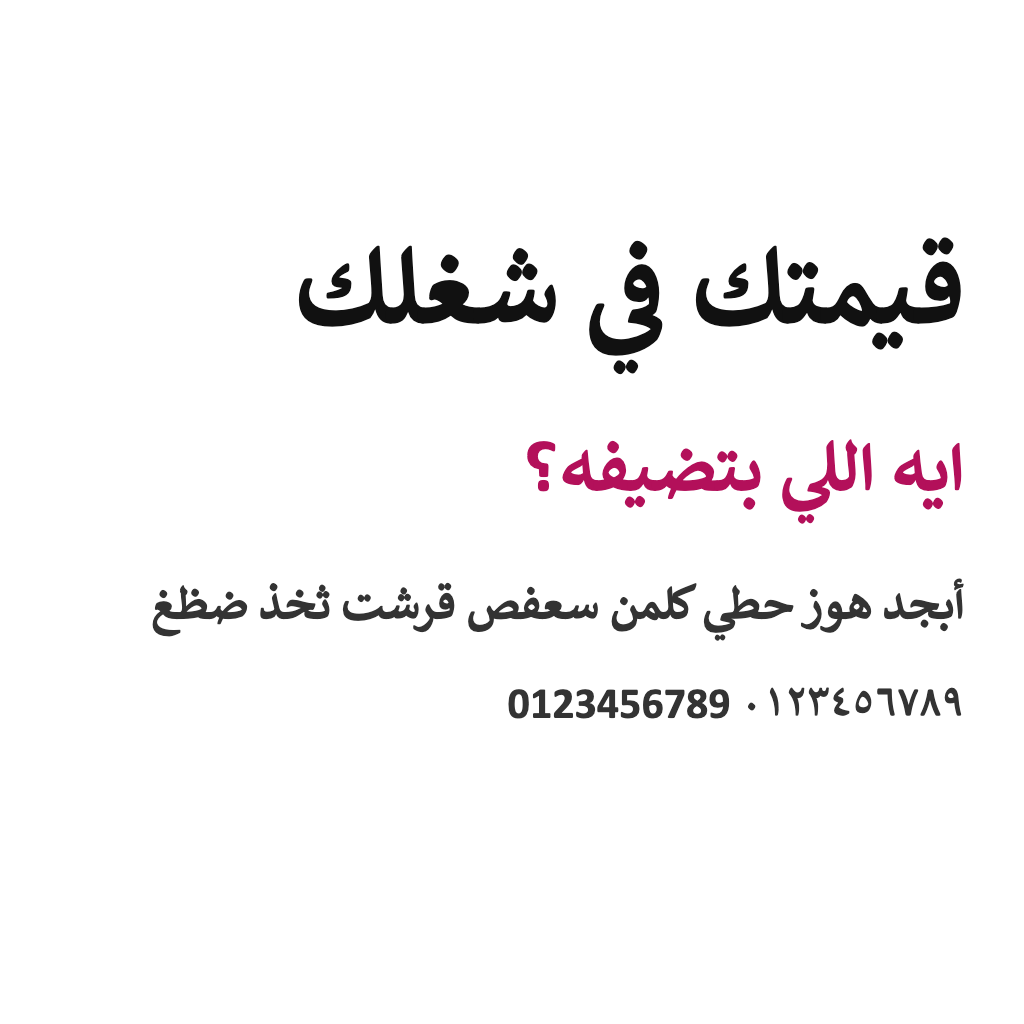 قيمتك في شغلك
ايه اللي بتضيفه؟
أبجد هوز حطي كلمن سعفص قرشت ثخذ ضظغ
٠١٢٣٤٥٦٧٨٩ 0123456789